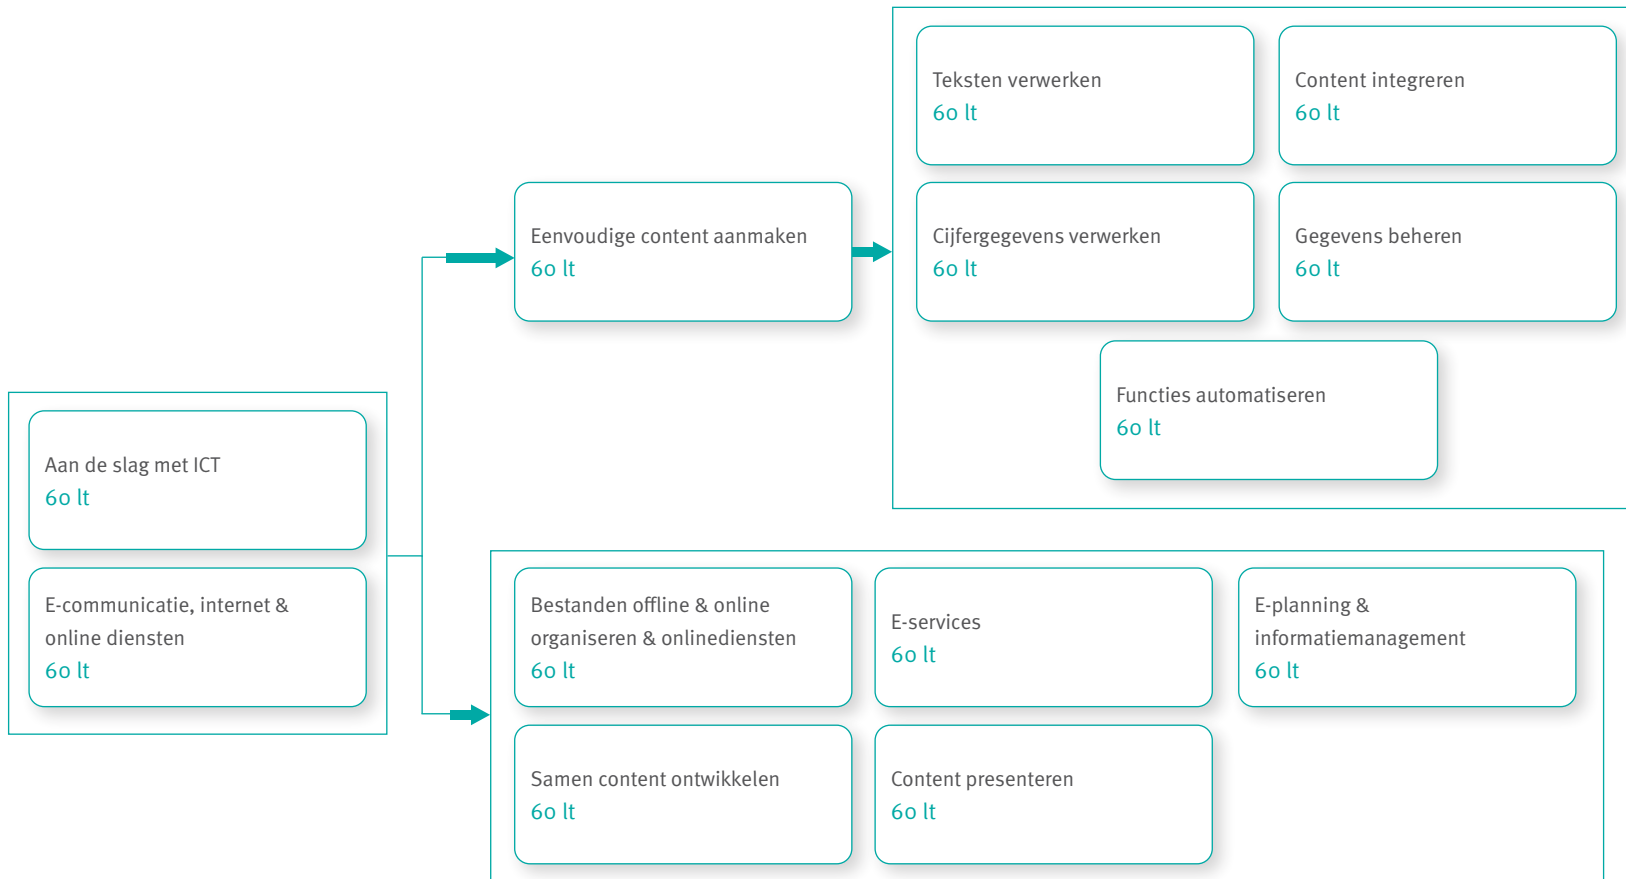 Teksten verwerken
60 lt
Content integreren
60 lt
Eenvoudige content aanmaken
60 lt
Cijfergegevens verwerken
60 lt
Gegevens beheren
60 lt
Functies automatiseren
60 lt
Aan de slag met ICT
60 lt
E-communicatie, internet &
online diensten
60 lt
Bestanden offline & online
organiseren & onlinediensten
60 lt
E-services
60 lt
E-planning &
informatiemanagement
60 lt
Samen content ontwikkelen
60 lt
Content presenteren
60 lt